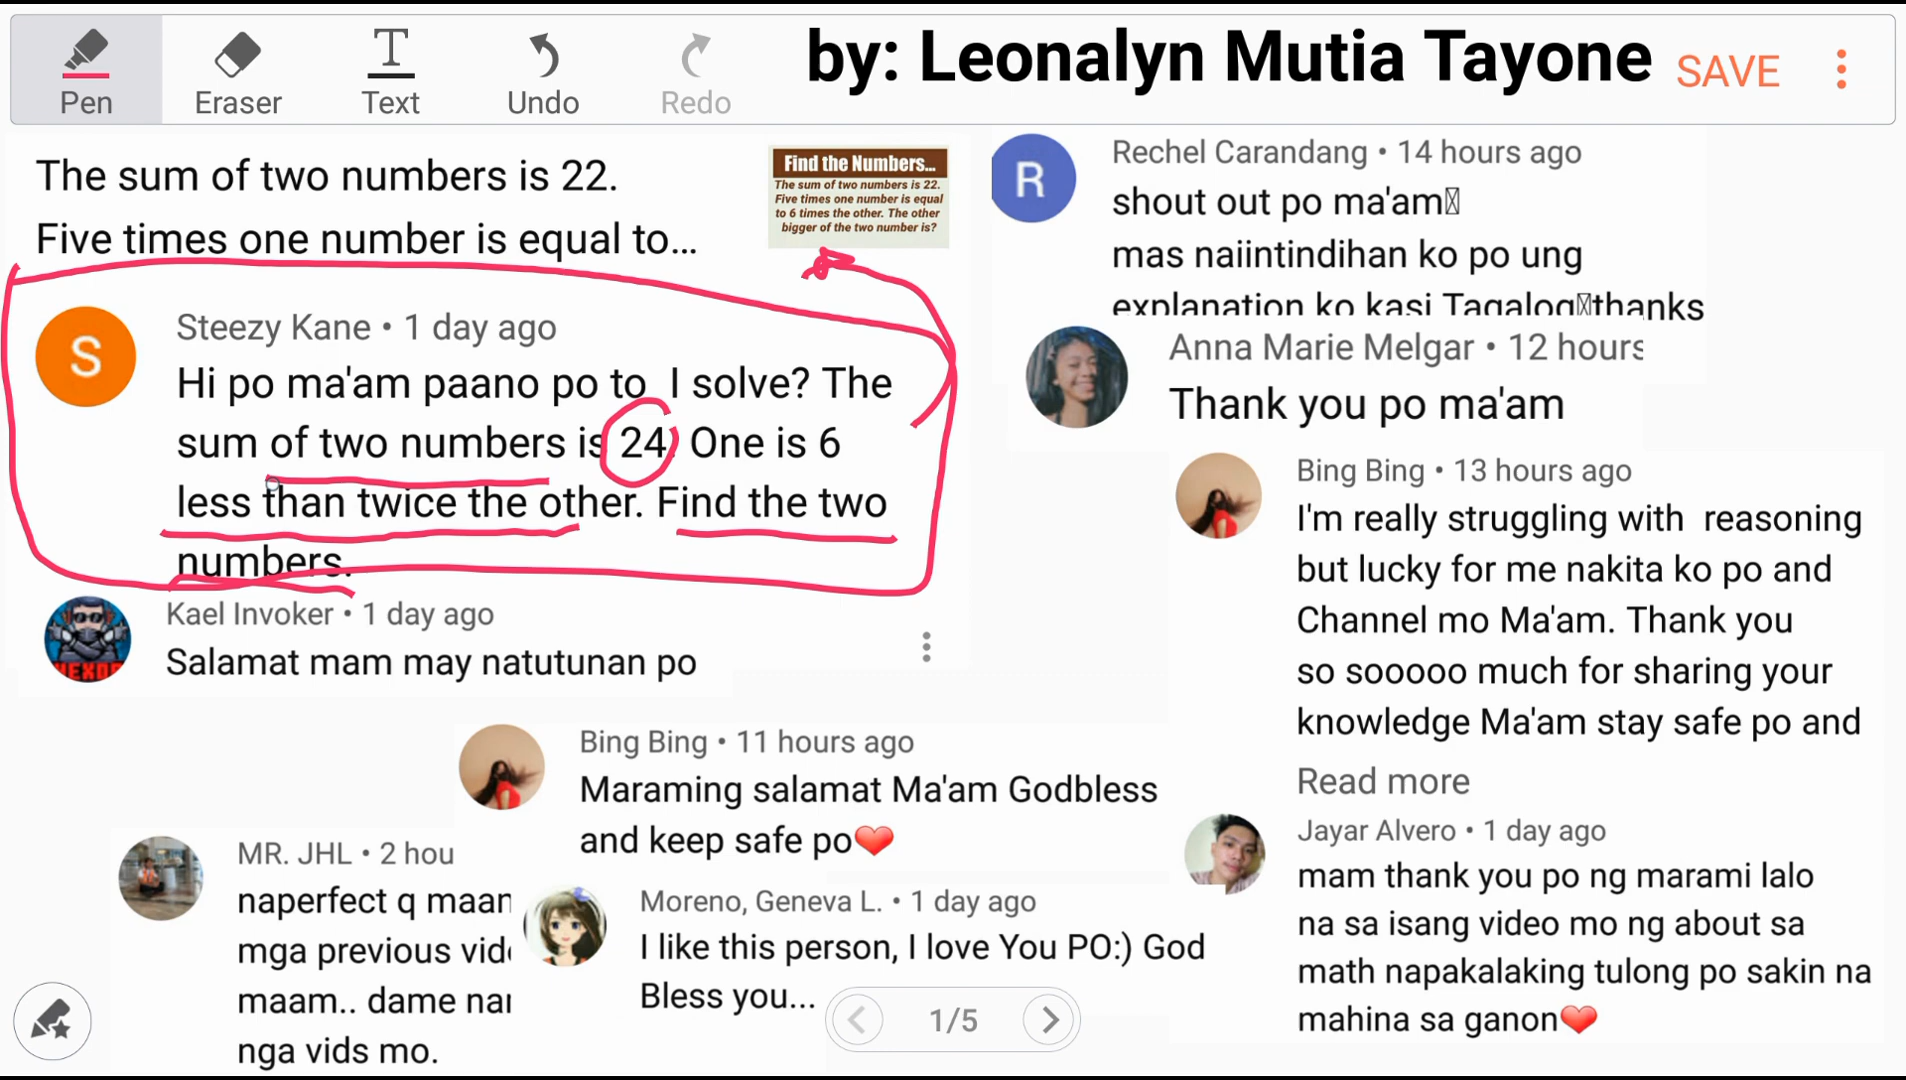 Pen
Eraser
Text
Undo
Redo
by: Leonalyn Mutia Tayone
SAVE
The sum of two numbers is 22.
Five times one number is equal to...
Find the Numbers...
The sum of two numbers is 22.
Five times one number is equal
to 6 times the other. The other
bigger of the two number is?
Steezy Kane • 1 day ago
S
Hi po ma'am paano po to I solve? The
sum of two numbers is 24. One is 6
less than twice the other. Find the two
numbers.
Kael Invoker • 1 day ago
Salamat mam may natutunan po
Rechel Carandang • 14 hours ago
R
shout out po ma'am
mas naiintindihan ko po ung
explanation ko kasi Tagalog thanks
Anna Marie Melgar • 12 hours
Thank you po ma'am
Bing Bing • 13 hours ago
I'm really struggling with reasoning
but lucky for me nakita ko po and
Channel mo Ma'am. Thank you
so sooooo much for sharing your
knowledge Ma'am stay safe po and
Read more
Bing Bing • 11 hours ago
Maraming salamat Ma'am Godbless
and keep safe po❤
Jayar Alvero • 1 day ago
mam thank you po ng marami lalo
na sa isang video mo ng about sa
math napakalaking tulong po sakin na
mahina sa ganon❤
MR. JHL • 2 hou
naperfect q
mga previous
maam.. dame
nga vids mo.
Moreno, Geneva L. • 1 day ago
I like this person, I love You PO:) God
Bless you...
1/5